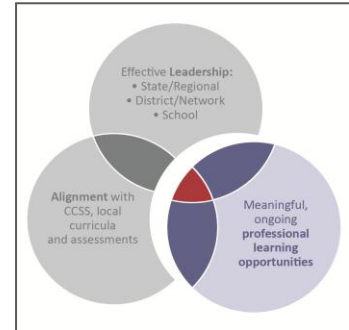 Effective Leadership:
• State/Regional
• District/Network
• School
Alignment with
CCSS, local
curricula
and assessments
Meaningful,
ongoing
professional
learning
opportunities